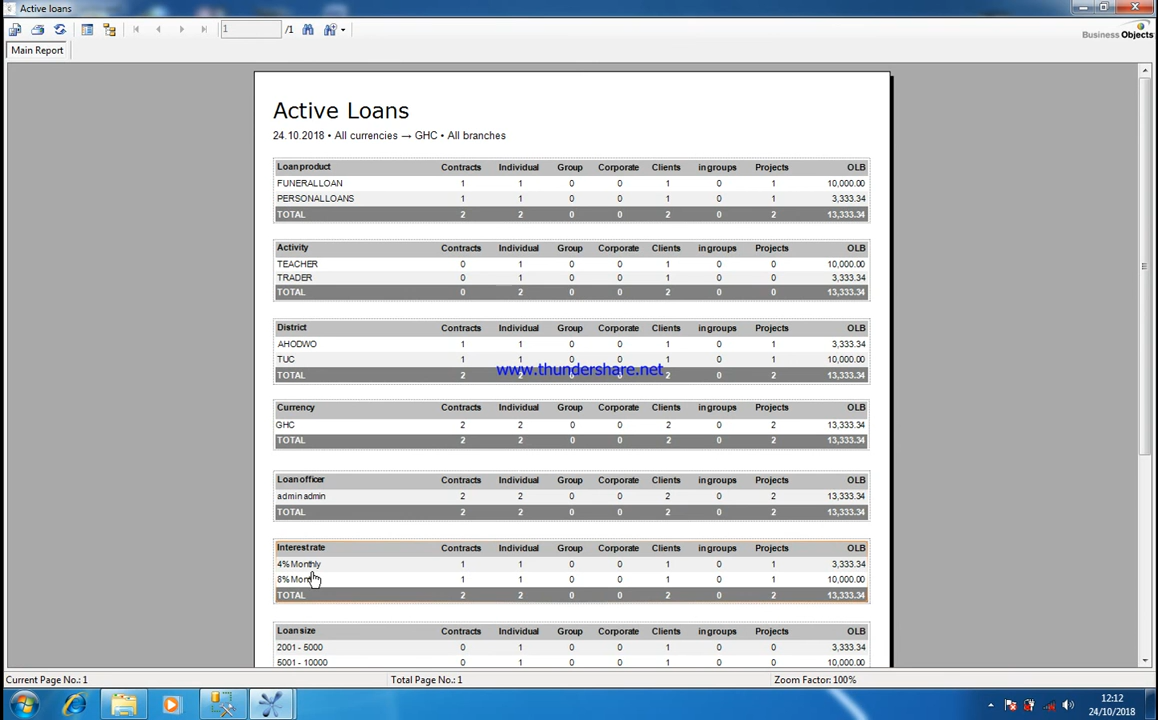 Active loans
1 /1
Business Objects
Main Report
Active Loans
24.10.2018 • All currencies → GHC • All branches
Loan product Contracts Individual Group Corporate Clients in groups Projects OLB
FUNERAL LOAN 1 1 0 0 1 0 1 10,000.00
PERSONAL LOANS 1 1 0 0 1 0 1 3,333.34
TOTAL 2 2 0 0 2 0 2 13,333.34
Activity Contracts Individual Group Corporate Clients in groups Projects OLB
TEACHER 0 1 0 0 1 0 0 10,000.00
TRADER 0 1 0 0 1 0 0 3,333.34
TOTAL 0 2 0 0 2 0 0 13,333.34
District Contracts Individual Group Corporate Clients in groups Projects OLB
AHODWO 1 1 0 0 1 0 1 3,333.34
TUC 1 1 0 0 1 0 1 10,000.00
www.thundershare.net
TOTAL 2 2 0 0 2 0 2 13,333.34
Currency Contracts Individual Group Corporate Clients in groups Projects OLB
GHC 2 2 0 0 2 0 2 13,333.34
TOTAL 2 2 0 0 2 0 2 13,333.34
Loan officer Contracts Individual Group Corporate Clients in groups Projects OLB
admin admin 2 2 0 0 2 0 2 13,333.34
TOTAL 2 2 0 0 2 0 2 13,333.34
Interest rate Contracts Individual Group Corporate Clients in groups Projects OLB
4% Monthly 1 1 0 0 1 0 1 3,333.34
8% 1 1 0 0 1 0 1 10,000.00
TOTAL 2 2 0 0 2 0 2 13,333.34
Loan size Contracts Individual Group Corporate Clients in groups Projects OLB
2001 - 5000 0 1 0 0 1 0 0 3,333.34
5001 - 10000 0 1 0 0 1 0 0 10,000.00
Current Page No.: 1 Total Page No.: 1 Zoom Factor: 100%
12:12
24/10/2018